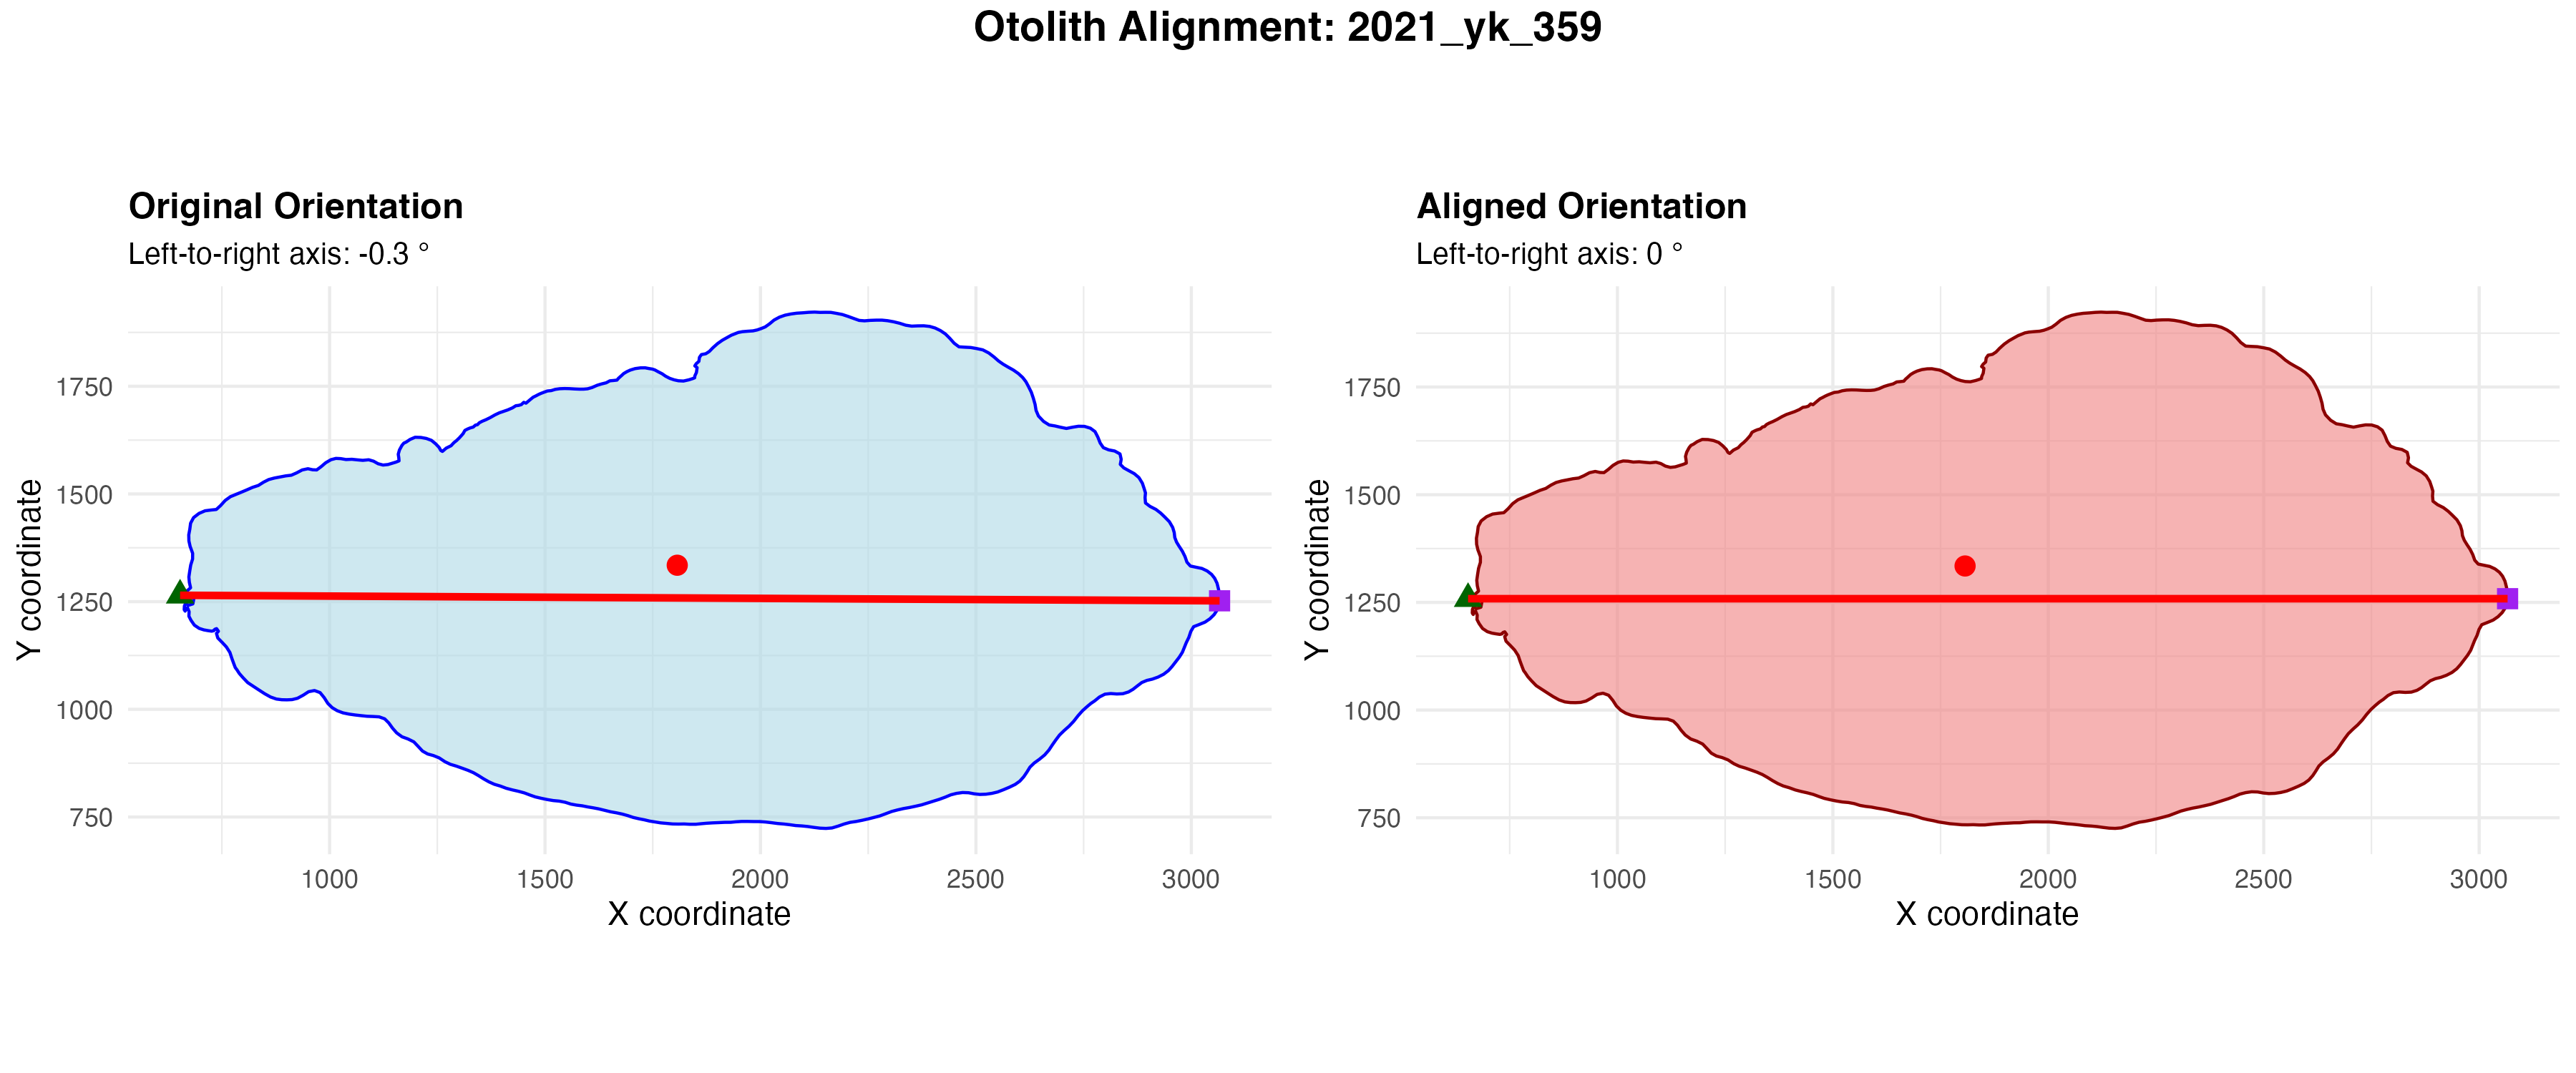 Otolith Alignment: 2021_yk_359
Original Orientation
Left-to-right axis: -0.3 °
Y coordinate
1750
1500
1250
1000
750
1000 1500 2000 2500 3000
X coordinate
Aligned Orientation
Left-to-right axis: 0 °
Y coordinate
1750
1500
1250
1000
750
1000 1500 2000 2500 3000
X coordinate